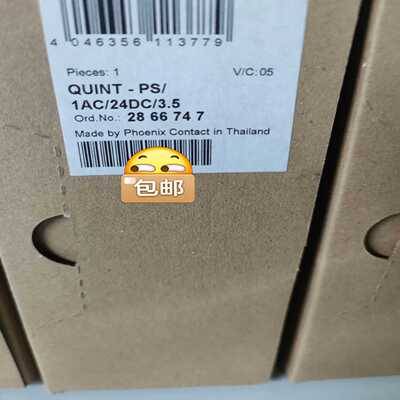 4 046356 113779
Pieces: 1 V/C: 05
QUINT - PS/
1AC/24DC/3.5
Ord.No.: 28 66 74 7
Made by Phoenix Contact in Thailand
包邮